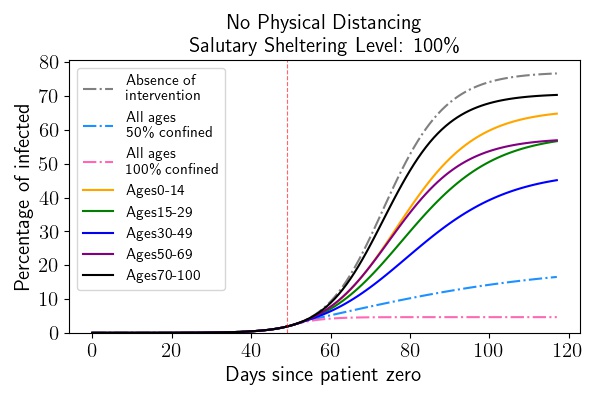 No Physical Distancing
Salutary Sheltering Level: 100%
Percentage of infected
80
70
60
50
40
30
20
10
0
Absence of
intervention
All ages
50% confined
All ages
100% confined
Ages0-14
Ages15-29
Ages30-49
Ages50-69
Ages70-100
0 20 40 60 80 100 120
Days since patient zero